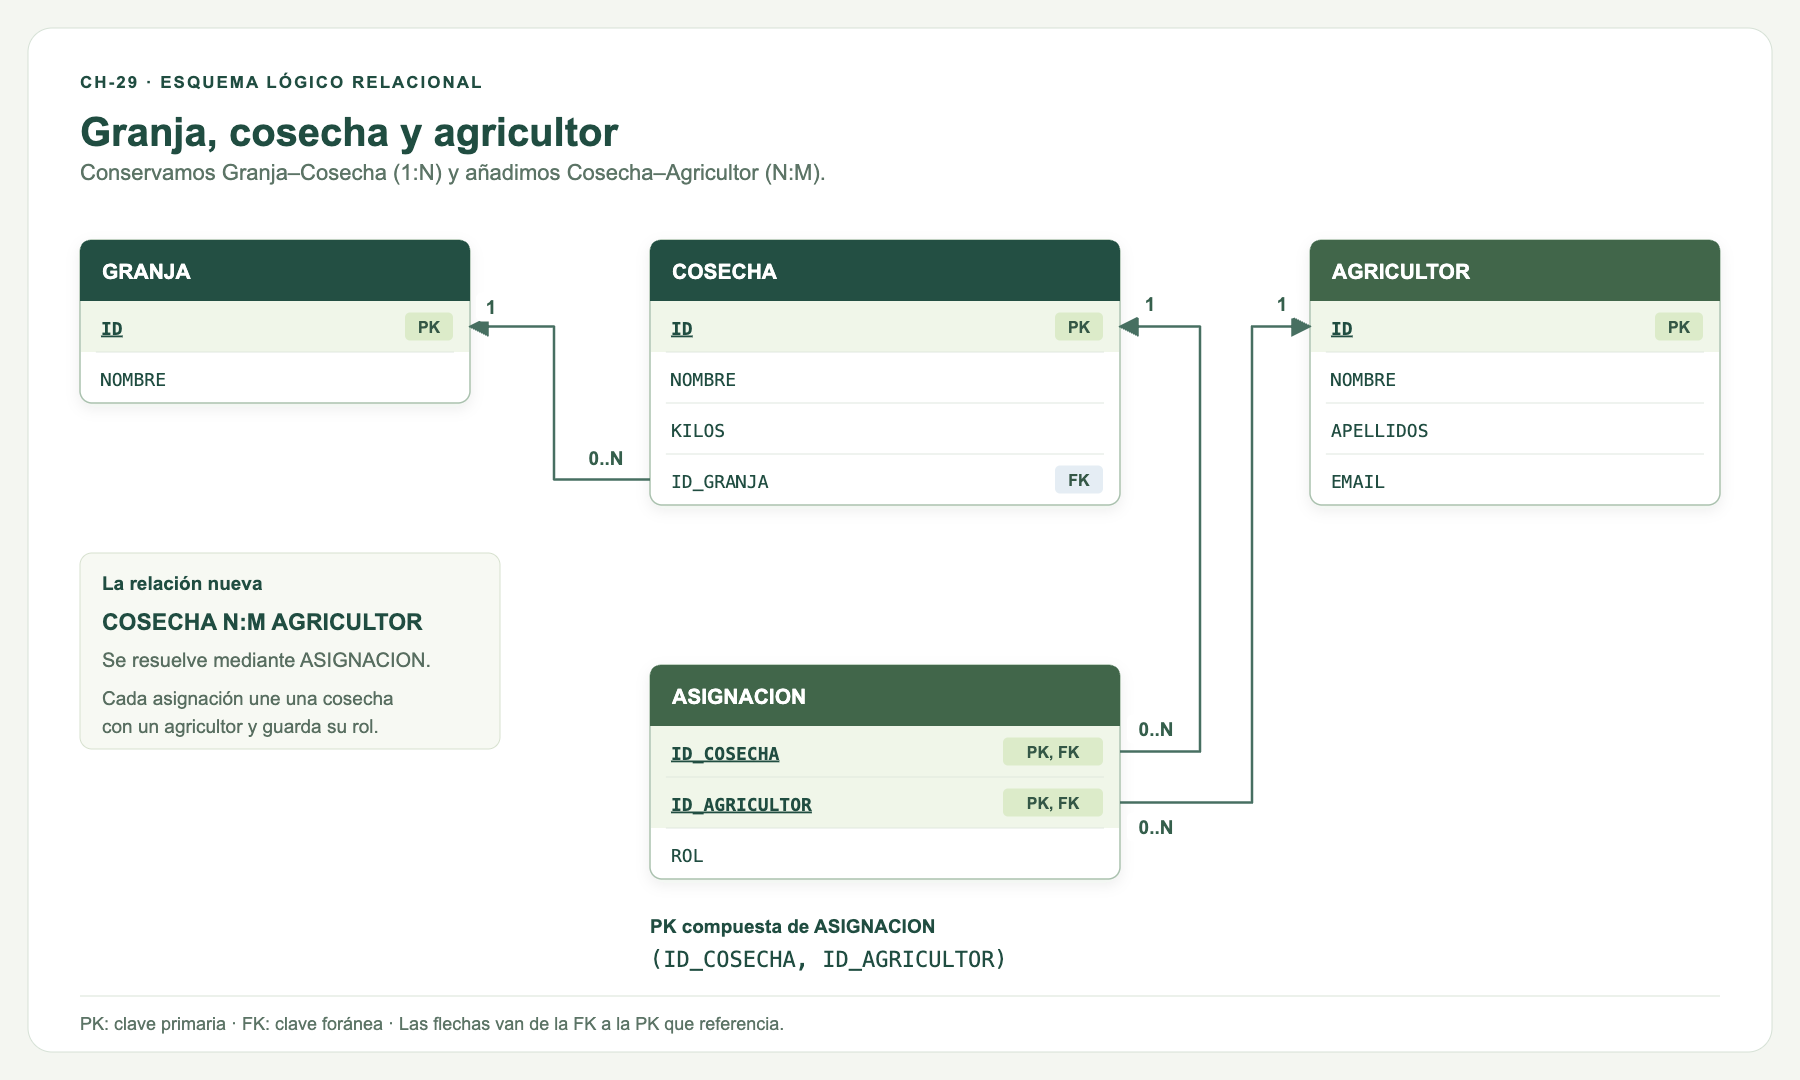 CH-29 · ESQUEMA LÓGICO RELACIONAL
Granja, cosecha y agricultor
Conservamos Granja–Cosecha (1:N) y añadimos Cosecha–Agricultor (N:M).
GRANJA
ID PK
NOMBRE
1
0..N
COSECHA
ID PK
NOMBRE
KILOS
ID_GRANJA FK
1
1
AGRICULTOR
ID PK
NOMBRE
APELLIDOS
EMAIL
La relación nueva
COSECHA N:M AGRICULTOR
Se resuelve mediante ASIGNACION.
Cada asignación une una cosecha
con un agricultor y guarda su rol.
ASIGNACION
ID_COSECHA PK, FK
ID_AGRICULTOR PK, FK
ROL
0..N
0..N
PK compuesta de ASIGNACION
(ID_COSECHA, ID_AGRICULTOR)
PK: clave primaria · FK: clave foránea · Las flechas van de la FK a la PK que referencia.